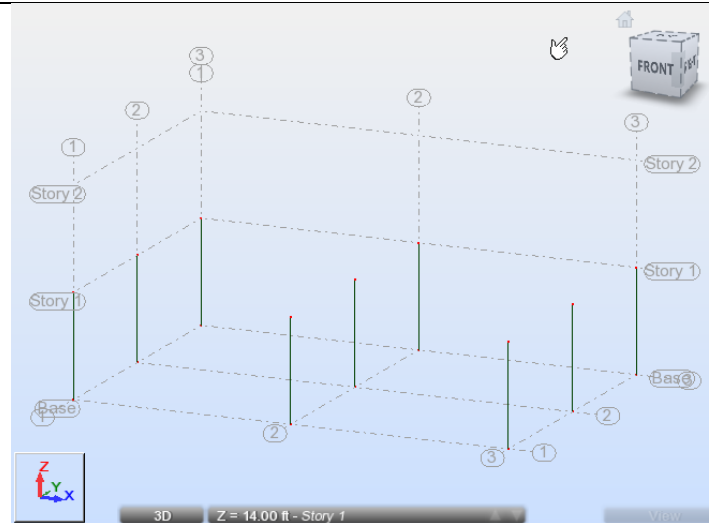 FRONT
3
1
2
2
3
1
Story 2
Story 2
Story 1
Story 1
Base
1
Base
3
2
2
1
3
Z
Y
X
3D
Z = 14.00 ft - Story 1
View